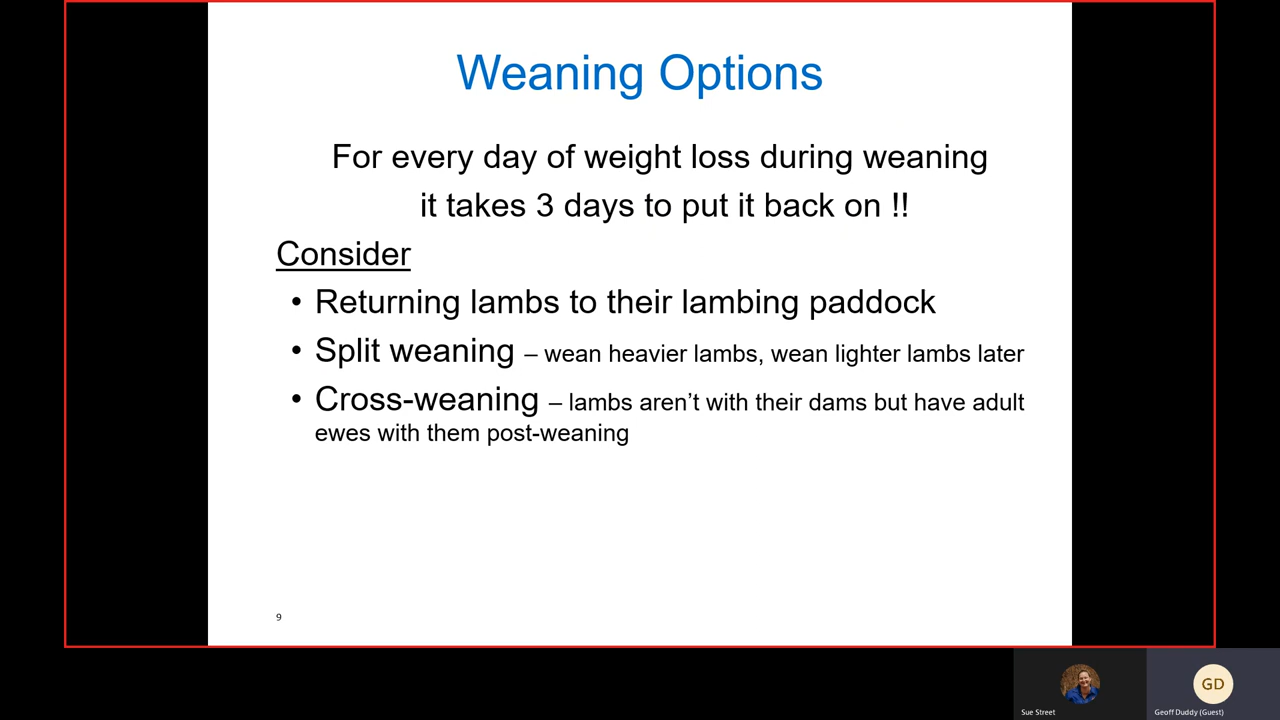 Weaning Options
For every day of weight loss during weaning
it takes 3 days to put it back on !!
Consider
• Returning lambs to their lambing paddock
• Split weaning – wean heavier lambs, wean lighter lambs later
• Cross-weaning – lambs aren’t with their dams but have adult
ewes with them post-weaning
9
GD
Sue Street
Geoff Duddy (Guest)